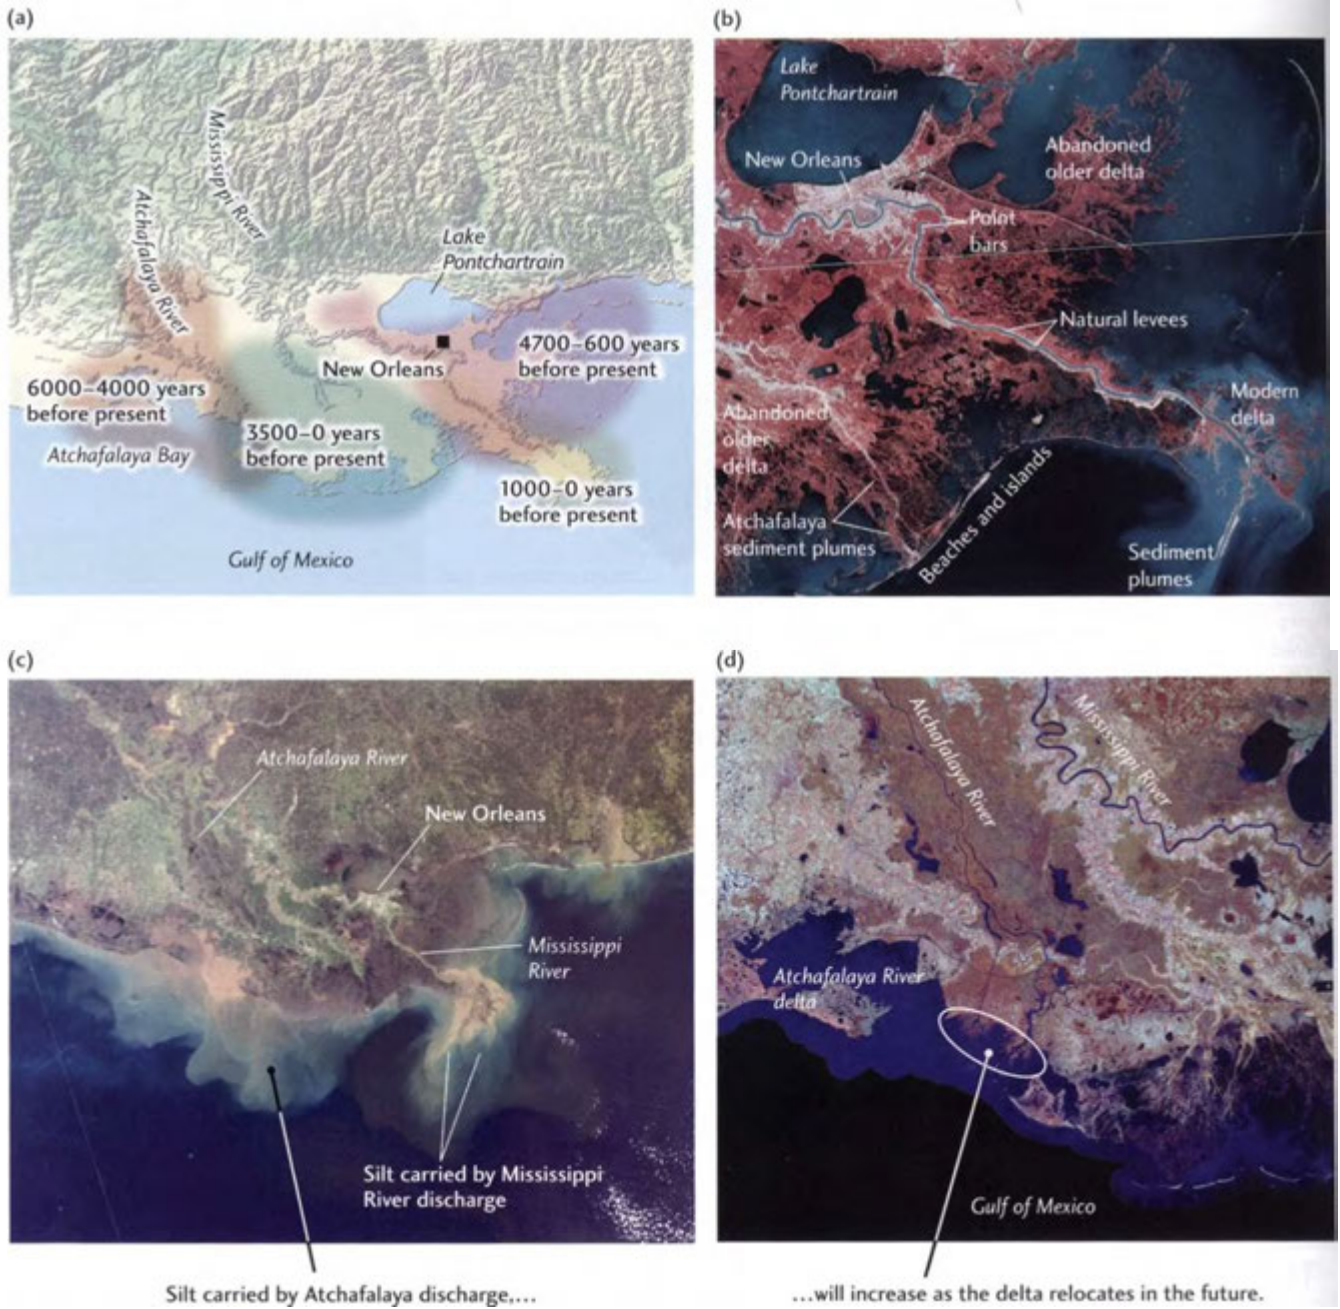 (a)
Mississippi River
Atchafalaya River
Lake
Pontchartrain
New Orleans
4700–600 years
before present
6000–4000 years
before present
3500–0 years
before present
Atchafalaya Bay
1000–0 years
before present
Gulf of Mexico
(b)
Lake
Pontchartrain
New Orleans
Abandoned
older delta
Point
bars
Natural levees
Modern
delta
Abandoned
older
delta
Atchafalaya
sediment plumes
Beaches and islands
Sediment
plumes
(c)
Atchafalaya River
New Orleans
Mississippi
River
Silt carried by Mississippi
River discharge
Silt carried by Atchafalaya discharge,...
(d)
Atchafalaya River
Mississippi River
Atchafalaya River
delta
Gulf of Mexico
...will increase as the delta relocates in the future.